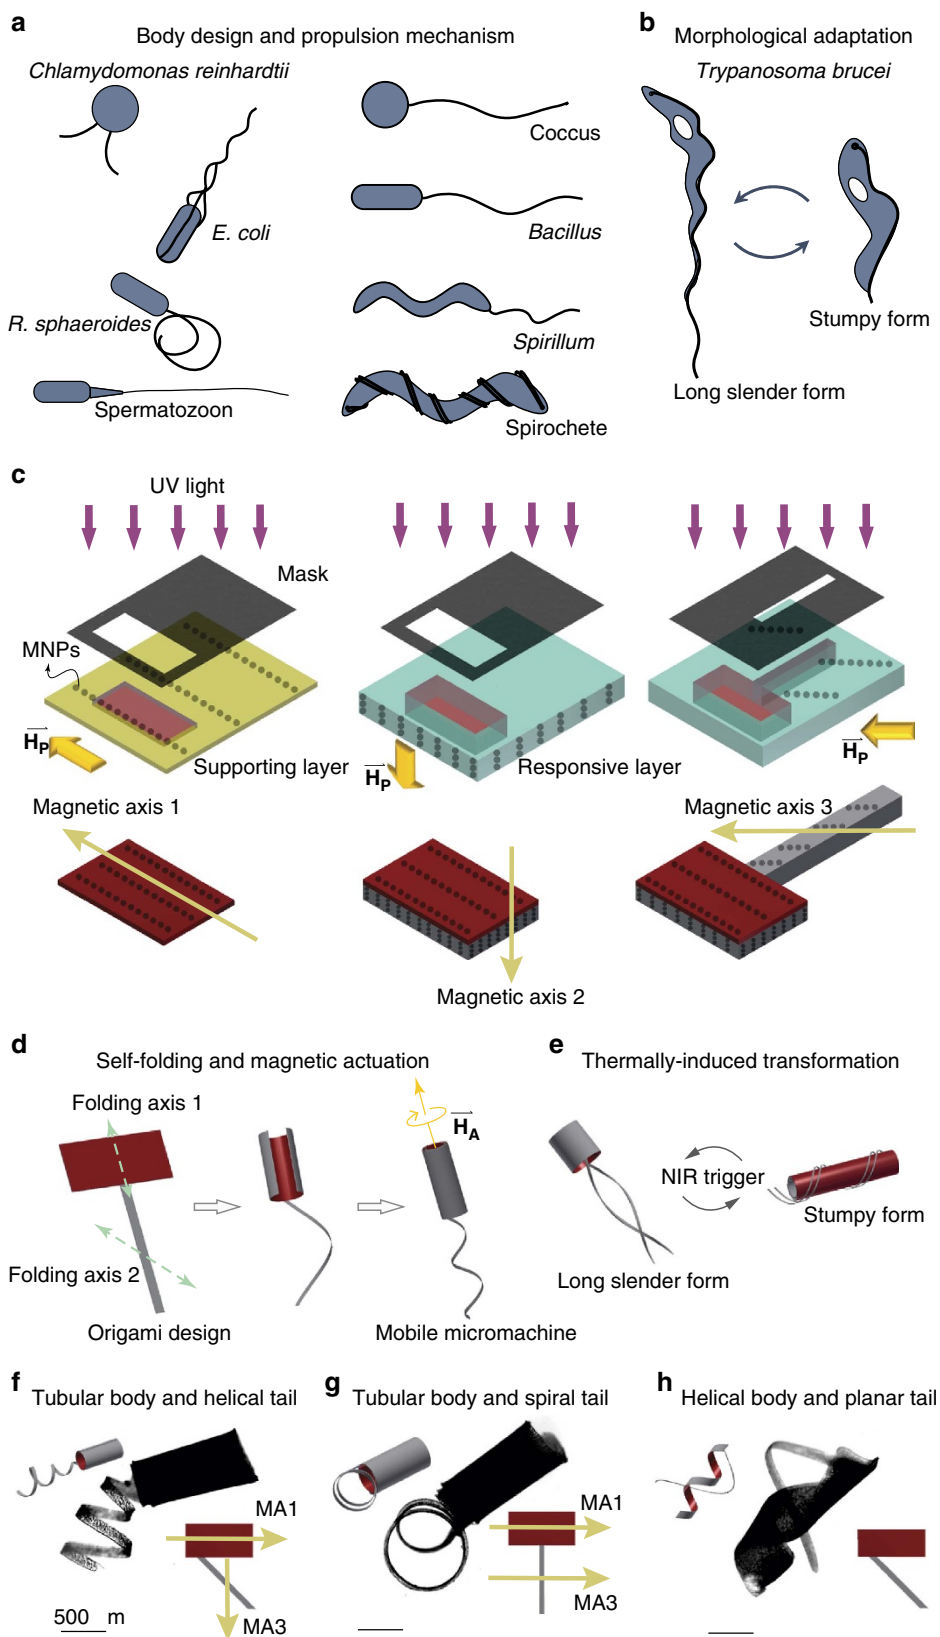 a
Body design and propulsion mechanism
Chlamydomonas reinhardtii
Coccus
E. coli
Bacillus
R. sphaeroides
Spirillum
Spermatozoon
Spirochete
b
Morphological adaptation
Trypanosoma brucei
Stumpy form
Long slender form
c
UV light
Mask
MNPs
HP
Supporting layer
HP
Responsive layer
HP
Magnetic axis 1
Magnetic axis 2
Magnetic axis 3
d
Self-folding and magnetic actuation
Folding axis 1
HA
Folding axis 2
Origami design
Mobile micromachine
e
Thermally-induced transformation
NIR trigger
Stumpy form
Long slender form
f
Tubular body and helical tail
MA1
MA3
500 m
g
Tubular body and spiral tail
MA1
MA3
h
Helical body and planar tail